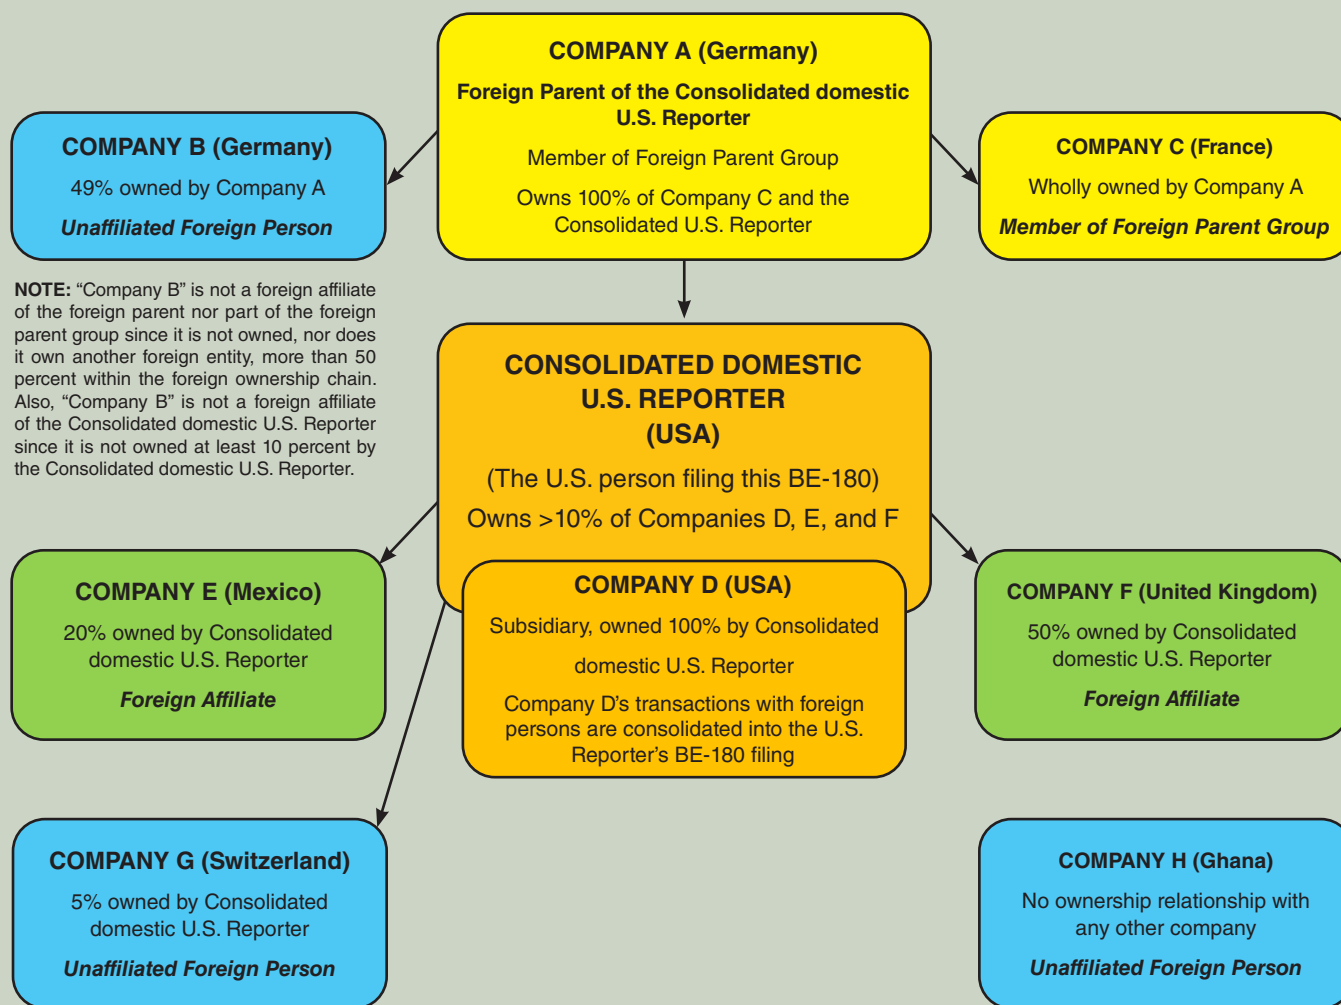 COMPANY A (Germany)
Foreign Parent of the Consolidated domestic
U.S. Reporter
Member of Foreign Parent Group
Owns 100% of Company C and the
Consolidated U.S. Reporter
COMPANY B (Germany)
49% owned by Company A
Unaffiliated Foreign Person
COMPANY C (France)
Wholly owned by Company A
Member of Foreign Parent Group
NOTE: “Company B” is not a foreign affiliate
of the foreign parent nor part of the foreign
parent group since it is not owned, nor does
it own another foreign entity, more than 50
percent within the foreign ownership chain.
Also, “Company B” is not a foreign affiliate
of the Consolidated domestic U.S. Reporter
since it is not owned at least 10 percent by
the Consolidated domestic U.S. Reporter.
CONSOLIDATED DOMESTIC
U.S. REPORTER
(USA)
(The U.S. person filing this BE-180)
Owns >10% of Companies D, E, and F
COMPANY E (Mexico)
20% owned by Consolidated
domestic U.S. Reporter
Foreign Affiliate
COMPANY D (USA)
Subsidiary, owned 100% by Consolidated
domestic U.S. Reporter
Company D’s transactions with foreign
persons are consolidated into the U.S.
Reporter’s BE-180 filing
COMPANY F (United Kingdom)
50% owned by Consolidated
domestic U.S. Reporter
Foreign Affiliate
COMPANY G (Switzerland)
5% owned by Consolidated
domestic U.S. Reporter
Unaffiliated Foreign Person
COMPANY H (Ghana)
No ownership relationship with
any other company
Unaffiliated Foreign Person